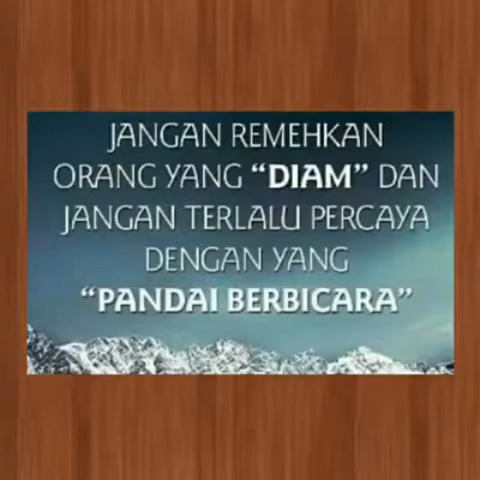 JANGAN REMEHKAN
ORANG YANG “DIAM” DAN
JANGAN TERLALU PERCAYA
DENGAN YANG
“PANDAI BERBICARA”